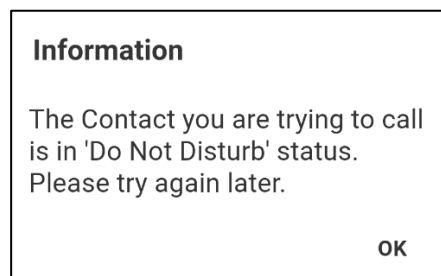 Information
The Contact you are trying to call
is in 'Do Not Disturb' status.
Please try again later.
OK